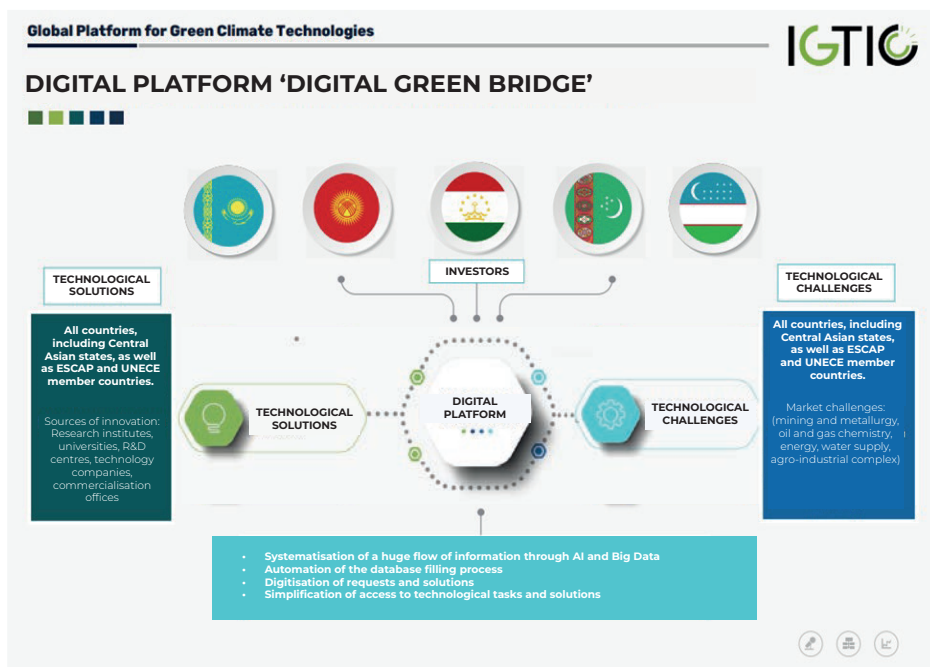 Global Platform for Green Climate Technologies
IGTIC
DIGITAL PLATFORM ‘DIGITAL GREEN BRIDGE’
INVESTORS
TECHNOLOGICAL
SOLUTIONS
All countries,
including Central
Asian states, as well
as ESCAP and UNECE
member countries.
Sources of innovation:
Research institutes,
universities, R&D
centres, technology
companies,
commercialisation
offices
TECHNOLOGICAL
SOLUTIONS
DIGITAL
PLATFORM
TECHNOLOGICAL
CHALLENGES
TECHNOLOGICAL
CHALLENGES
All countries, including
Central Asian states,
as well as ESCAP
and UNECE member
countries.
Market challenges:
(mining and metallurgy,
oil and gas chemistry,
energy, water supply,
agro-industrial complex)
• Systematisation of a huge flow of information through AI and Big Data
• Automation of the database filling process
• Digitisation of requests and solutions
• Simplification of access to technological tasks and solutions